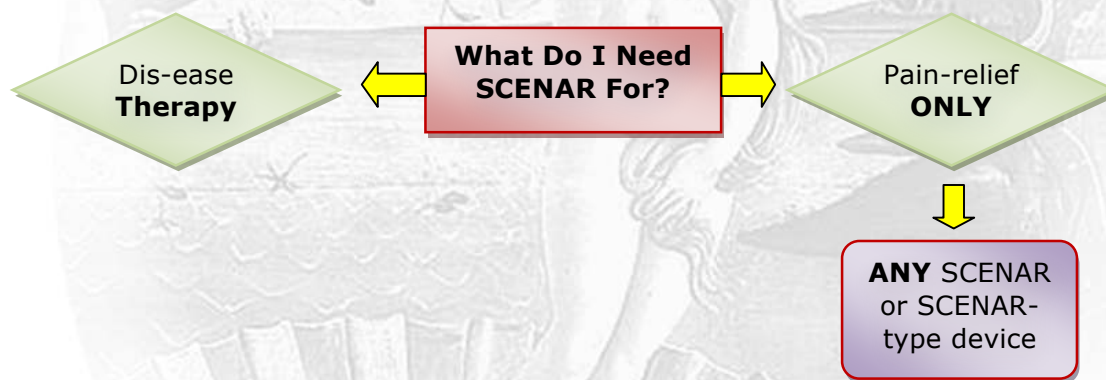 What Do I Need
SCENAR For?
Dis-ease
Therapy
Pain-relief
ONLY
ANY SCENAR
or SCENAR-
type device